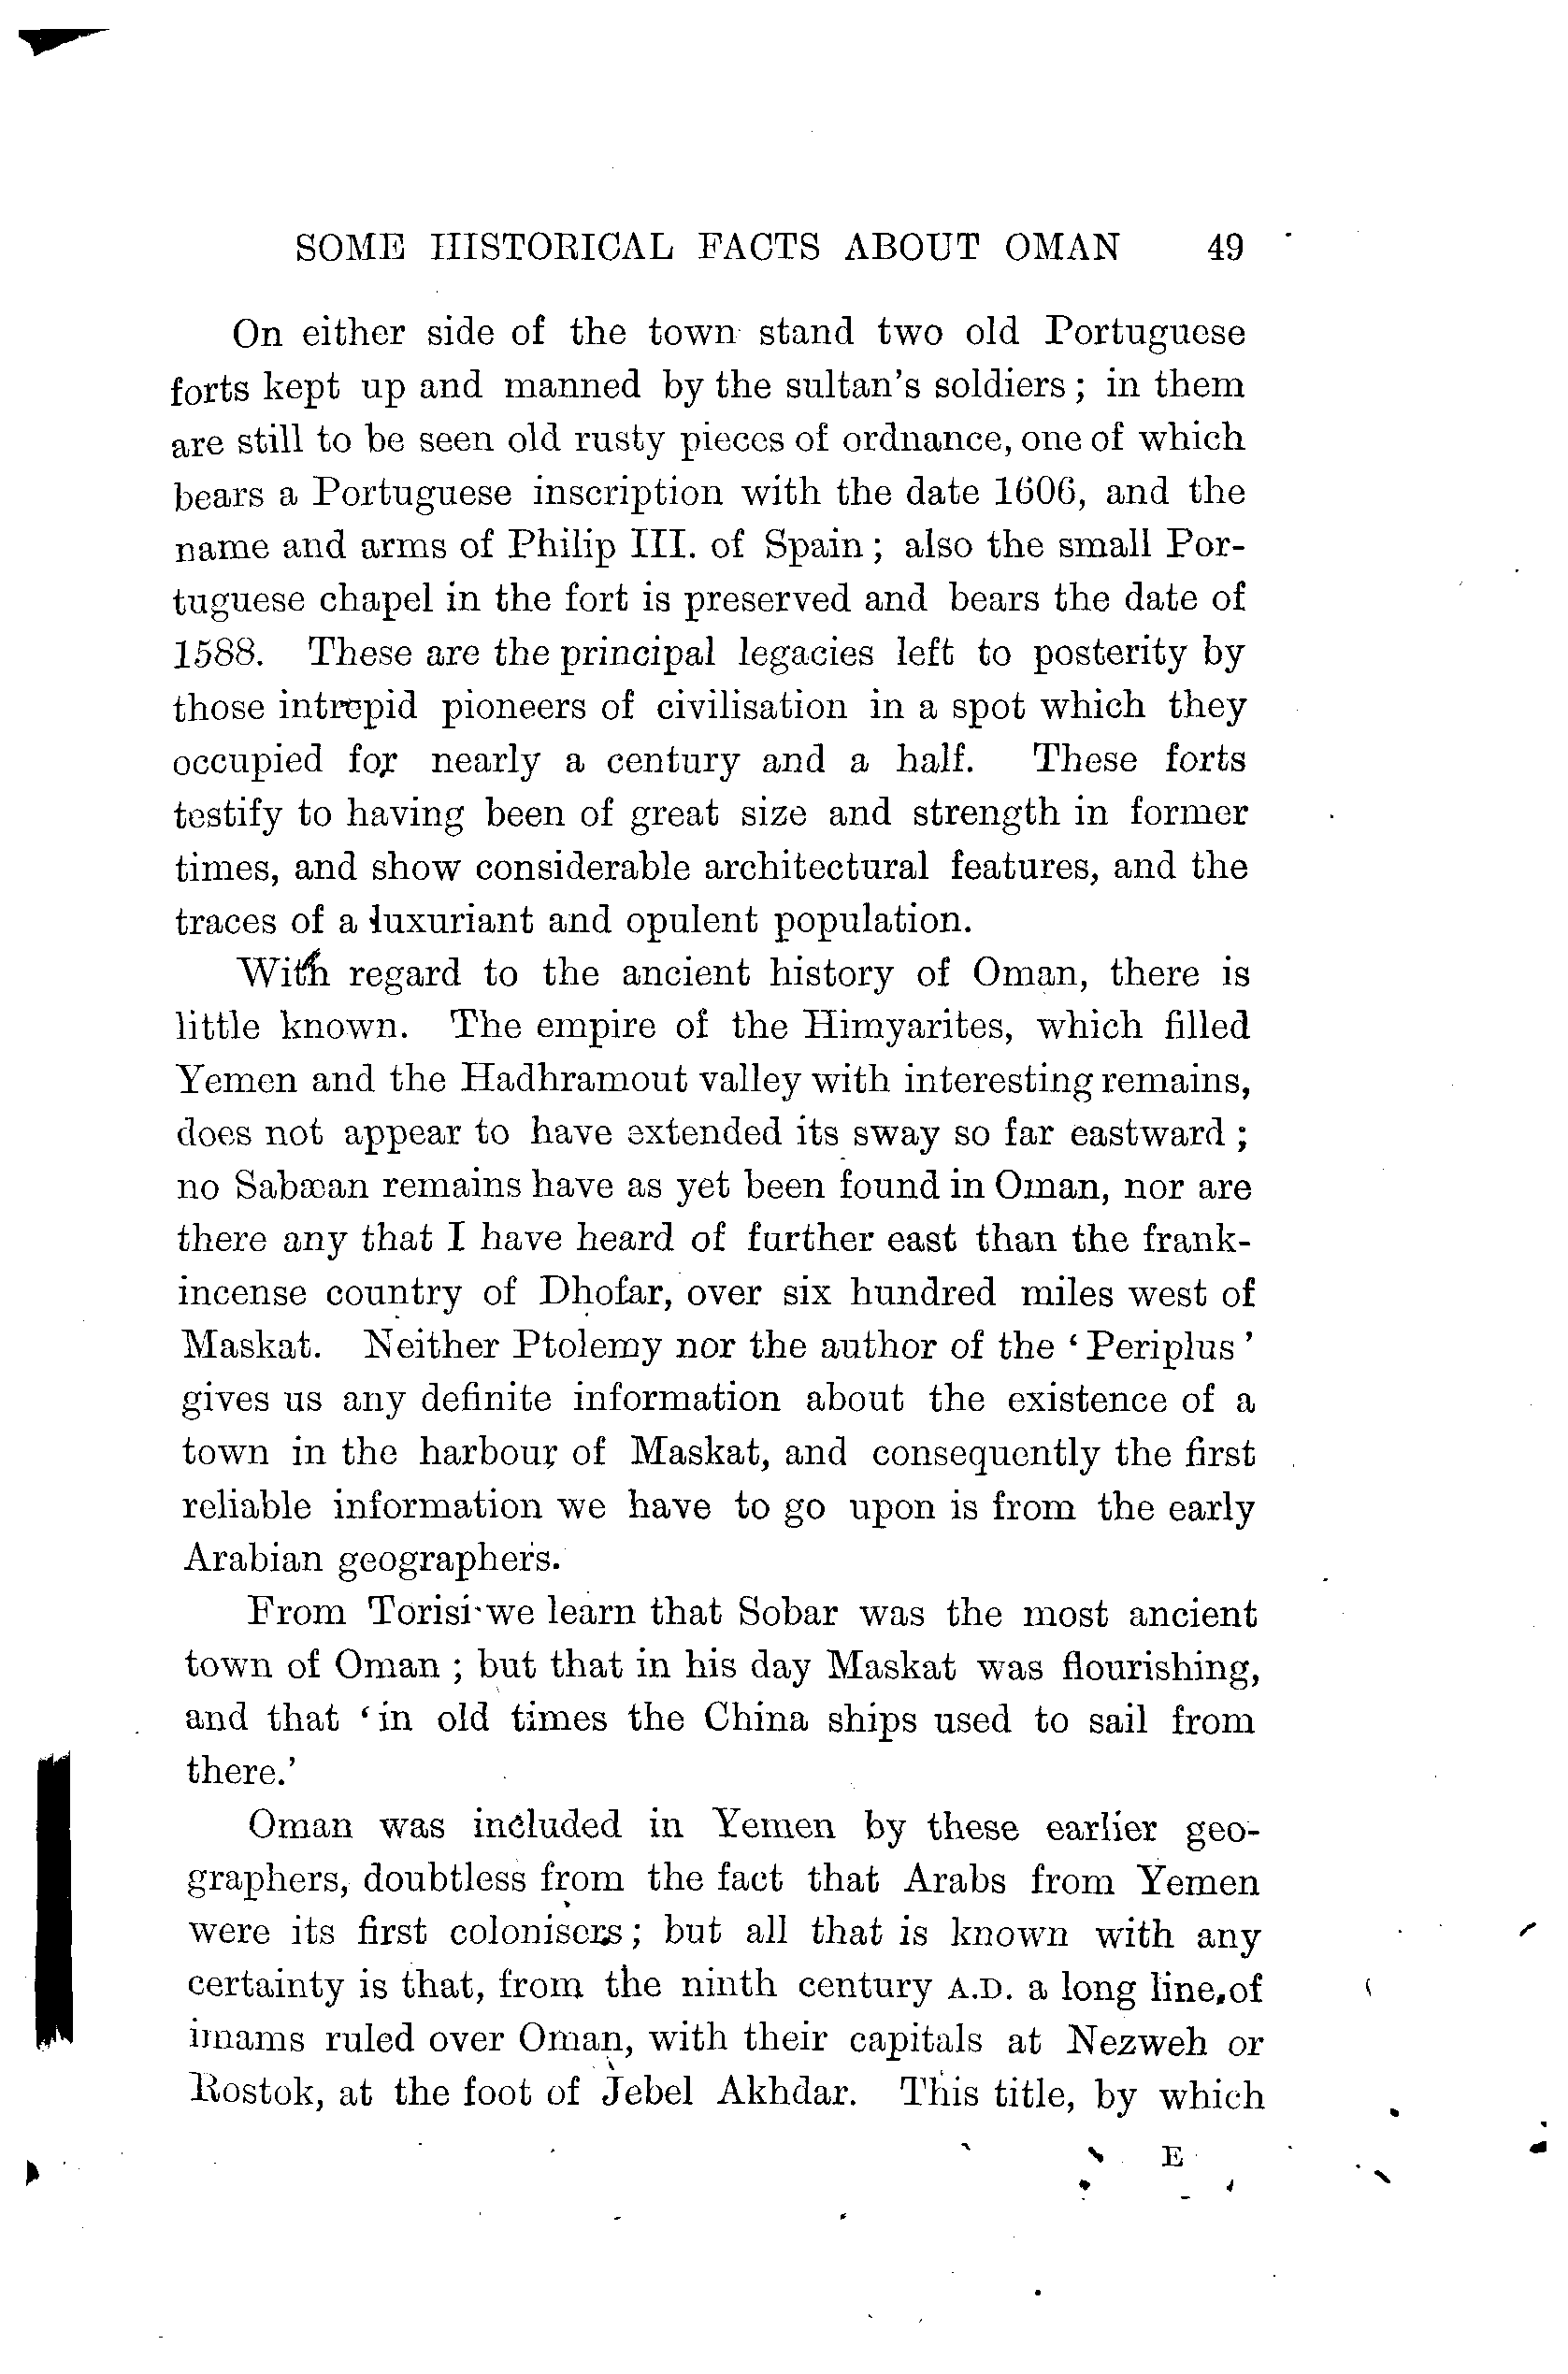 SOME HISTORICAL FACTS ABOUT OMAN 49
On either side of the town stand two old Portuguese
forts kept up and manned by the sultan's soldiers; in them
are still to be seen old rusty pieces of ordnance, one of which
bears a Portuguese inscription with the date 1606, and the
name and arms of Philip III. of Spain; also the small Por-
tuguese chapel in the fort is preserved and bears the date of
1588. These are the principal legacies left to posterity by
those intrepid pioneers of civilisation in a spot which they
occupied for nearly a century and a half. These forts
testify to having been of great size and strength in former
times, and show considerable architectural features, and the
traces of a luxuriant and opulent population.
With regard to the ancient history of Oman, there is
little known. The empire of the Himyarites, which filled
Yemen and the Hadhramout valley with interesting remains,
does not appear to have extended its sway so far eastward;
no Sabæan remains have as yet been found in Oman, nor are
there any that I have heard of further east than the frank-
incense country of Dhofar, over six hundred miles west of
Maskat. Neither Ptolemy nor the author of the 'Periplus'
gives us any definite information about the existence of a
town in the harbour of Maskat, and consequently the first
reliable information we have to go upon is from the early
Arabian geographers.
From Torisi we learn that Sobar was the most ancient
town of Oman; but that in his day Maskat was flourishing,
and that 'in old times the China ships used to sail from
there.'
Oman was included in Yemen by these earlier geo-
graphers, doubtless from the fact that Arabs from Yemen
were its first colonisers; but all that is known with any
certainty is that, from the ninth century A.D. a long line of
imams ruled over Oman, with their capitals at Nezweh or
Rostok, at the foot of Jebel Akhdar. This title, by which
E